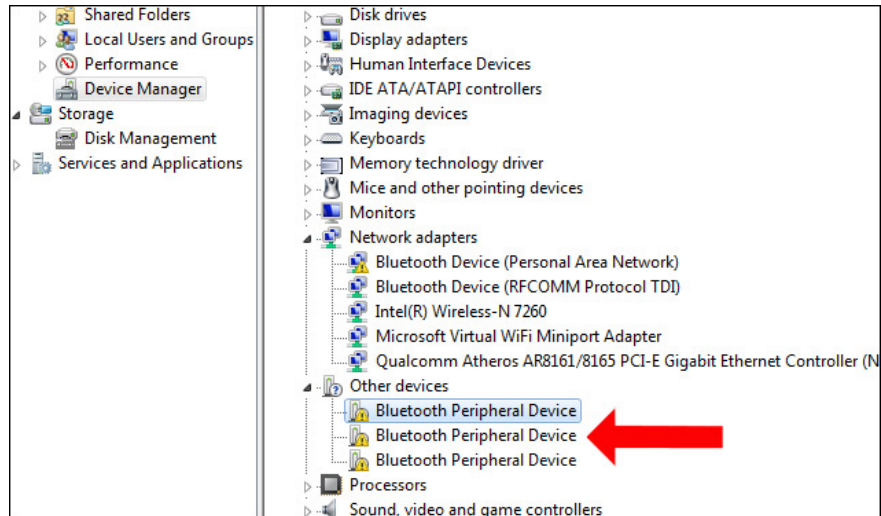 Shared Folders
Local Users and Groups
Performance
Device Manager
Storage
Disk Management
Services and Applications
Disk drives
Display adapters
Human Interface Devices
IDE ATA/ATAPI controllers
Imaging devices
Keyboards
Memory technology driver
Mice and other pointing devices
Monitors
Network adapters
Bluetooth Device (Personal Area Network)
Bluetooth Device (RFCOMM Protocol TDI)
Intel(R) Wireless-N 7260
Microsoft Virtual WiFi Miniport Adapter
Qualcomm Atheros AR8161/8165 PCI-E Gigabit Ethernet Controller (N
Other devices
Bluetooth Peripheral Device
Bluetooth Peripheral Device
Bluetooth Peripheral Device
Processors
Sound, video and game controllers